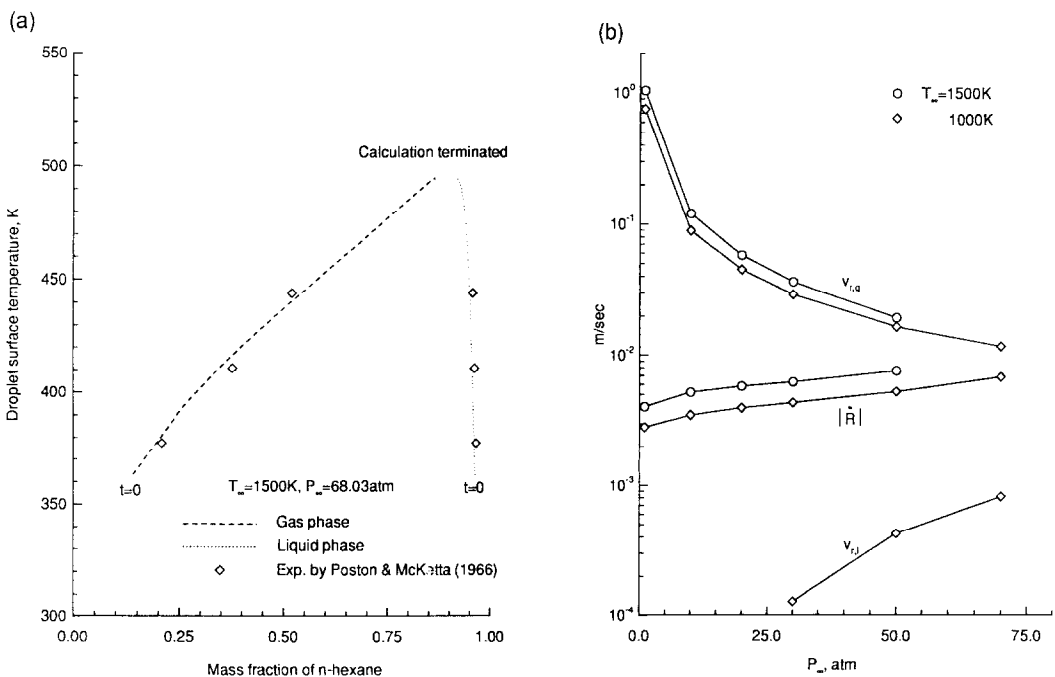 (a)
550
500
450
400
350
300
Droplet surface temperature, K
Calculation terminated
t=0
T∞=1500K, P∞=68.03atm
t=0
Gas phase
Liquid phase
Exp. by Poston & McKetta (1966)
0.00
0.25
0.50
0.75
1.00
Mass fraction of n-hexane
(b)
10⁰
10⁻¹
10⁻²
10⁻³
10⁻⁴
m/sec
T∞=1500K
1000K
v r,g
|Ṙ|
v r,l
0.0
25.0
50.0
75.0
P∞, atm